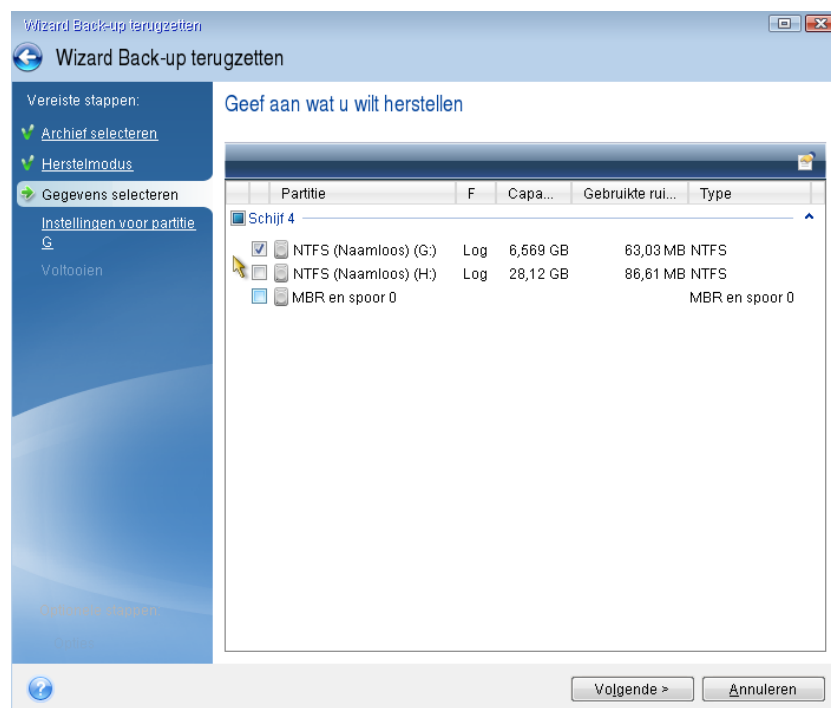 Wizard Back-up terugzetten
Wizard Back-up terugzetten
Vereiste stappen:
Archief selecteren
Herstelmodus
Gegevens selecteren
Instellingen voor partitie
G
Voltooien
Geef aan wat u wilt herstellen
Partitie F Capa... Gebruikte rui... Type
Schijf 4
NTFS (Naamloos) (G:) Log 6,569 GB 63,03 MB NTFS
NTFS (Naamloos) (H:) Log 28,12 GB 86,61 MB NTFS
MBR en spoor 0 MBR en spoor 0
stappen:
Volgende > Annuleren